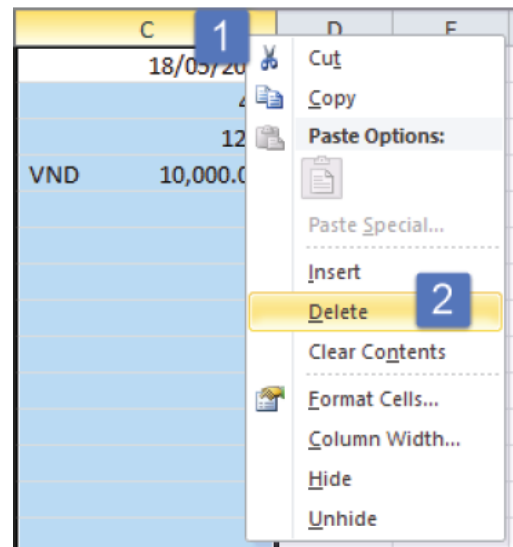 C D E
1
18/05/20
4
12
VND 10,000.0
Cut
Copy
Paste Options:
Paste Special...
Insert
Delete
2
Clear Contents
Format Cells...
Column Width...
Hide
Unhide